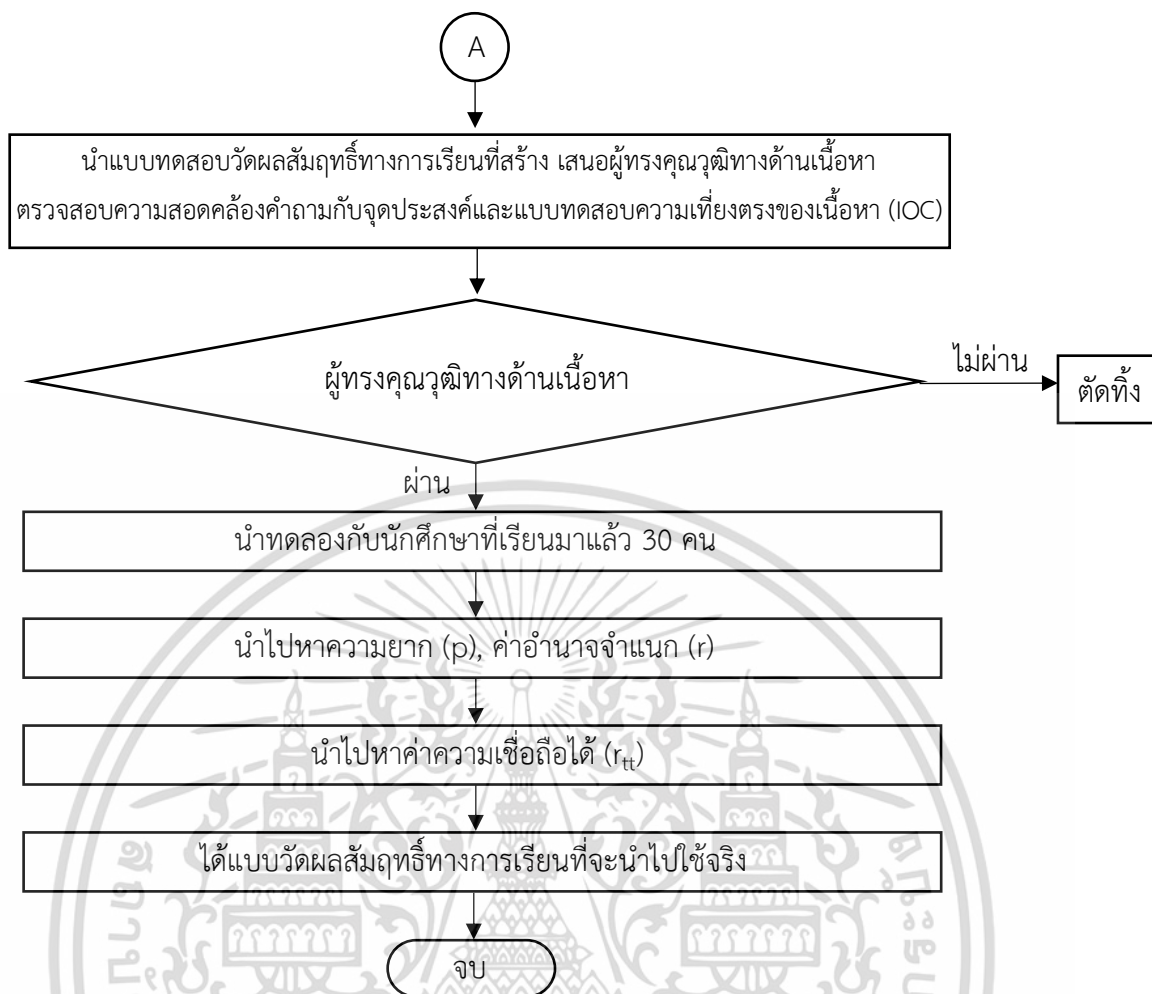 A
นำแบบทดสอบวัดผลสัมฤทธิ์ทางการเรียนที่สร้าง เสนอผู้ทรงคุณวุฒิทางด้านเนื้อหา
ตรวจสอบความสอดคล้องคำถามกับจุดประสงค์และแบบทดสอบความเที่ยงตรงของเนื้อหา (IOC)
ผู้ทรงคุณวุฒิทางด้านเนื้อหา
ไม่ผ่าน
ตัดทิ้ง
ผ่าน
นำทดลองกับนักศึกษาที่เรียนมาแล้ว 30 คน
นำไปหาความยาก (p), ค่าอำนาจจำแนก (r)
นำไปหาค่าความเชื่อถือได้ (r_tt)
ได้แบบวัดผลสัมฤทธิ์ทางการเรียนที่จะนำไปใช้จริง
จบ